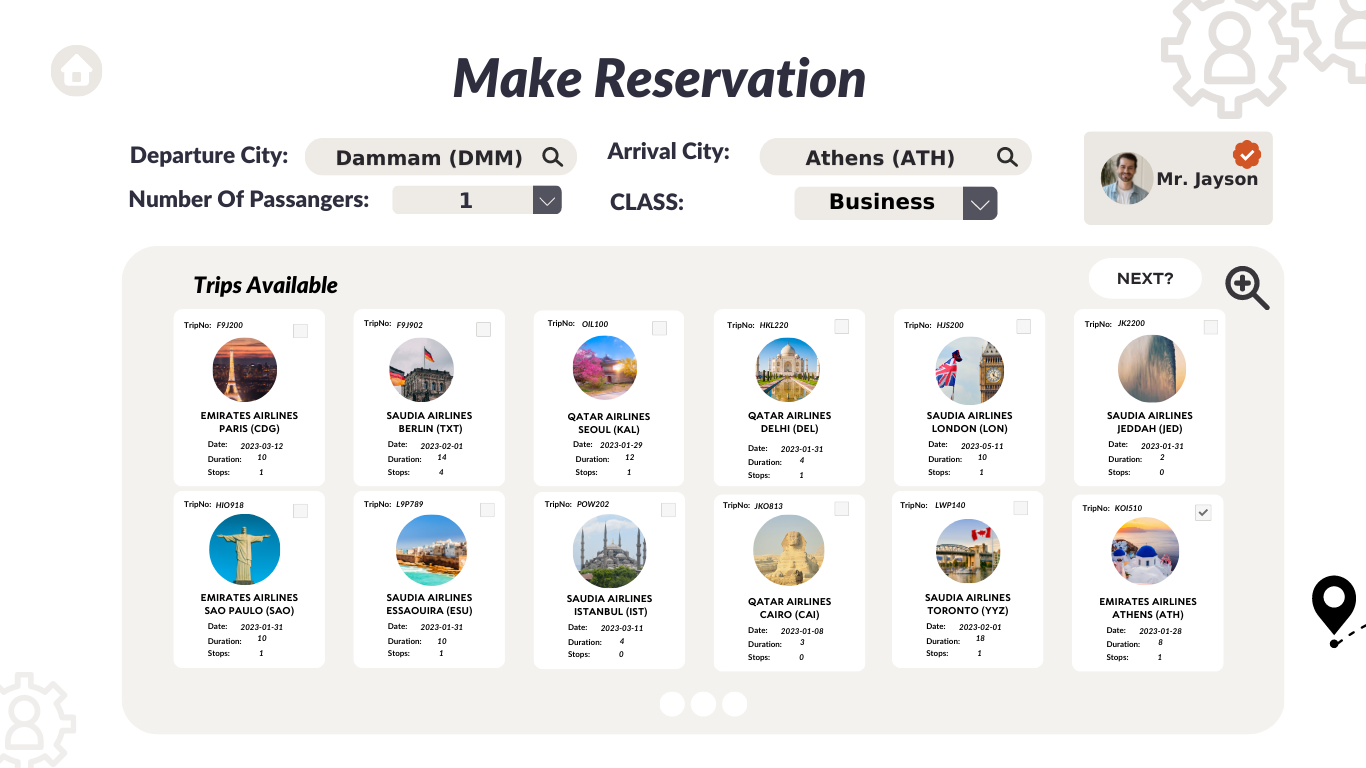 Make Reservation
Departure City: Dammam (DMM) Arrival City: Athens (ATH)
Number Of Passangers: 1 CLASS: Business
Mr. Jayson
Trips Available
NEXT?
TripNo: F9J200
EMIRATES AIRLINES
PARIS (CDG)
Date: 2023-03-12
Duration: 10
Stops: 1
TripNo: F9J902
SAUDIA AIRLINES
BERLIN (TXT)
Date: 2023-02-01
Duration: 14
Stops: 4
TripNo: OIL100
QATAR AIRLINES
SEOUL (KAL)
Date: 2023-01-29
Duration: 12
Stops: 1
TripNo: HKL220
QATAR AIRLINES
DELHI (DEL)
Date: 2023-01-31
Duration: 4
Stops: 1
TripNo: HJS200
SAUDIA AIRLINES
LONDON (LON)
Date: 2023-05-11
Duration: 10
Stops: 1
TripNo: JK2200
SAUDIA AIRLINES
JEDDAH (JED)
Date: 2023-01-31
Duration: 2
Stops: 0
TripNo: HIO918
EMIRATES AIRLINES
SAO PAULO (SAO)
Date: 2023-01-31
Duration: 10
Stops: 1
TripNo: L9P789
SAUDIA AIRLINES
ESSAOUIRA (ESU)
Date: 2023-01-31
Duration: 10
Stops: 1
TripNo: POW202
SAUDIA AIRLINES
ISTANBUL (IST)
Date: 2023-03-11
Duration: 4
Stops: 0
TripNo: JKO813
QATAR AIRLINES
CAIRO (CAI)
Date: 2023-01-08
Duration: 3
Stops: 0
TripNo: LWP140
SAUDIA AIRLINES
TORONTO (YYZ)
Date: 2023-02-01
Duration: 18
Stops: 1
TripNo: KOI510
EMIRATES AIRLINES
ATHENS (ATH)
Date: 2023-01-28
Duration: 8
Stops: 1